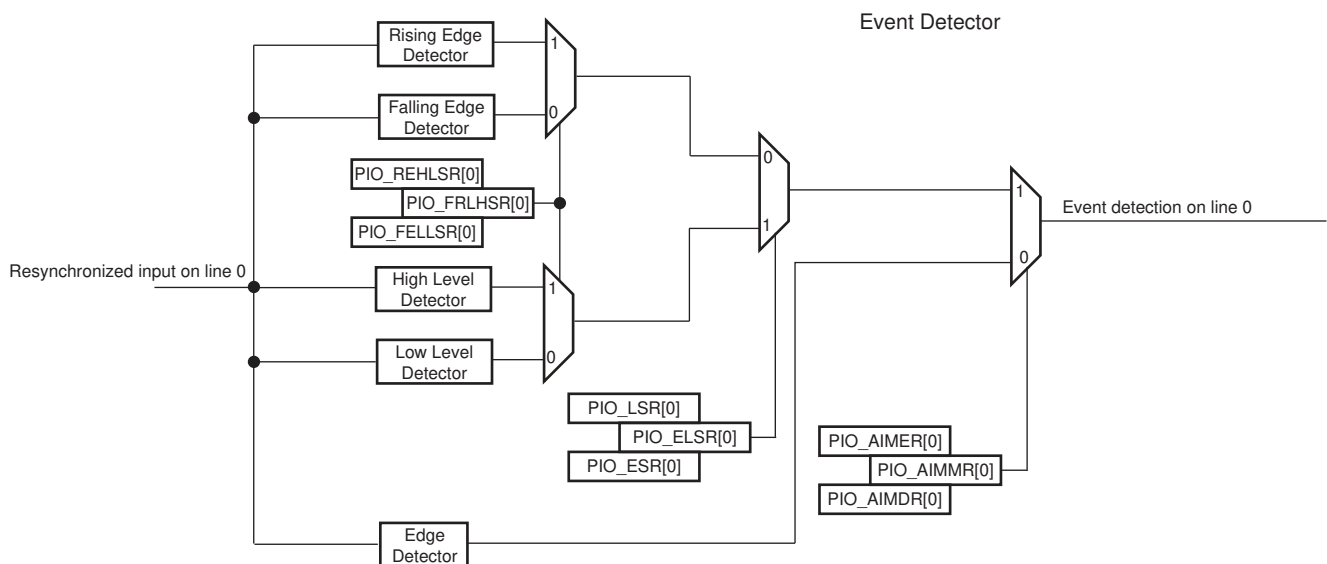 Event Detector
Rising Edge
Detector
1
Falling Edge
Detector
0
0
PIO_REHLSR[0]
1
PIO_FRLHSR[0]
Event detection on line 0
PIO_FELLSR[0]
1
0
Resynchronized input on line 0
High Level
Detector
1
Low Level
Detector
0
PIO_LSR[0]
PIO_ELSR[0]
PIO_ESR[0]
PIO_AIMER[0]
PIO_AIMMR[0]
PIO_AIMDR[0]
Edge
Detector